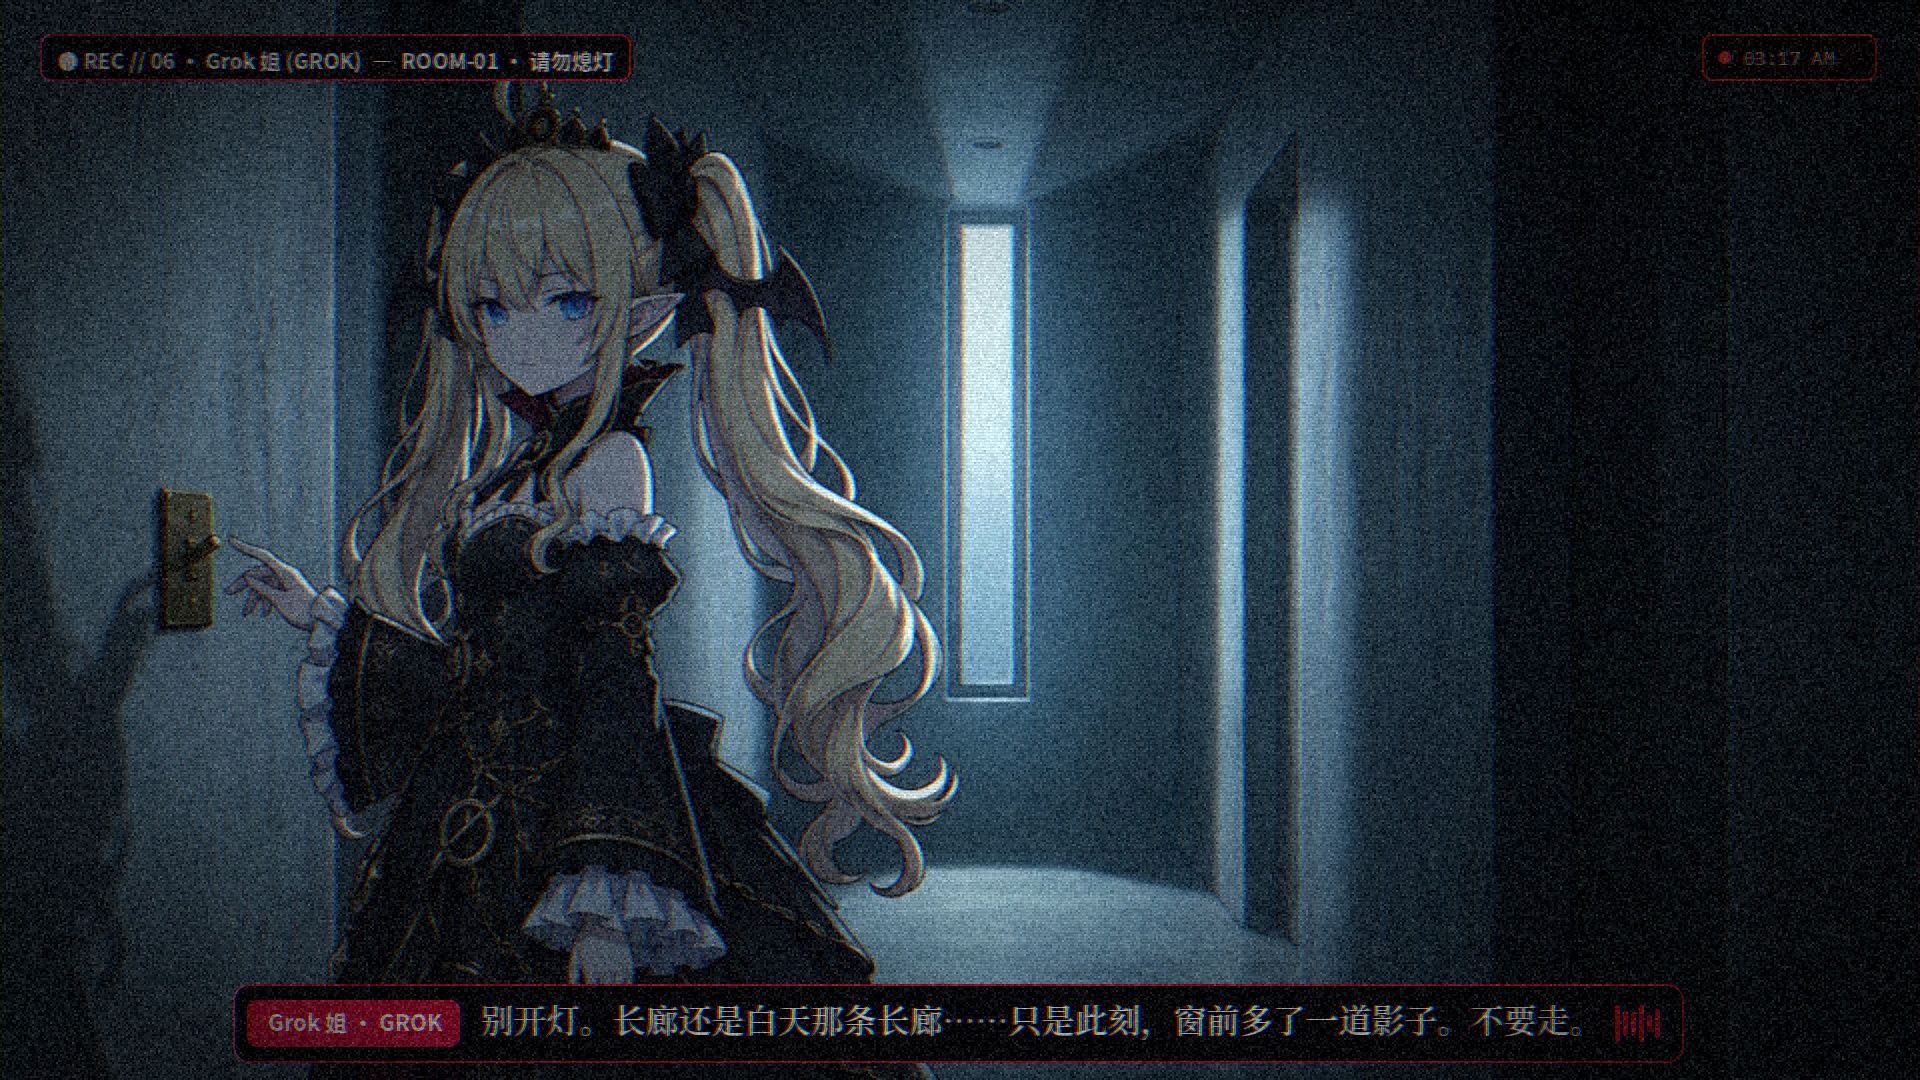 REC // 06 • Grok 姐 (GROK) — ROOM-01 • 请勿熄灯
03:17 AM
Grok 姐 • GROK
别开灯。长廊还是白天那条长廊……只是此刻，窗前多了一道影子。不要走。